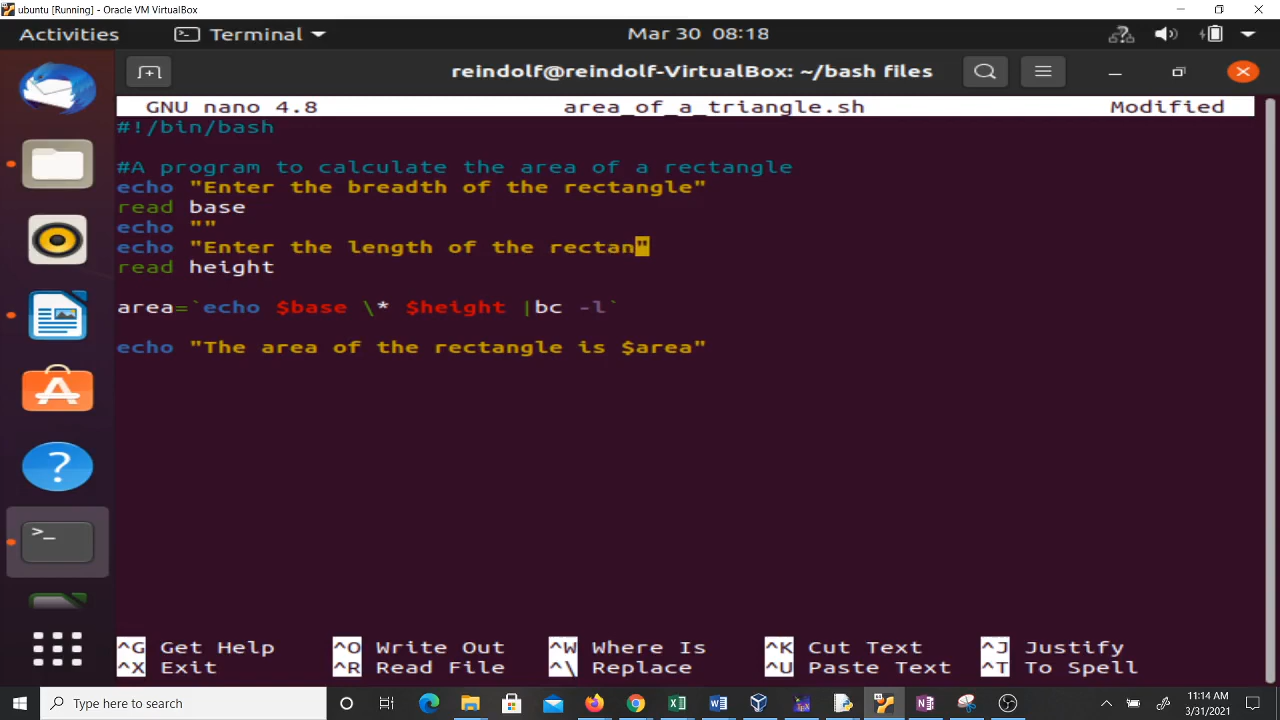 ubuntu [Running] - Oracle VM VirtualBox
Activities
Terminal
Mar 30 08:18
reindolf@reindolf-VirtualBox: ~/bash files
GNU nano 4.8 area_of_a_triangle.sh Modified
#!/bin/bash
#A program to calculate the area of a rectangle
echo "Enter the breadth of the rectangle"
read base
echo ""
echo "Enter the length of the rectan"
read height
area=`echo $base \* $height |bc -l`
echo "The area of the rectangle is $area"
^G Get Help ^O Write Out ^W Where Is ^K Cut Text ^J Justify
^X Exit ^R Read File ^\ Replace ^U Paste Text ^T To Spell
Type here to search
11:14 AM
3/31/2021